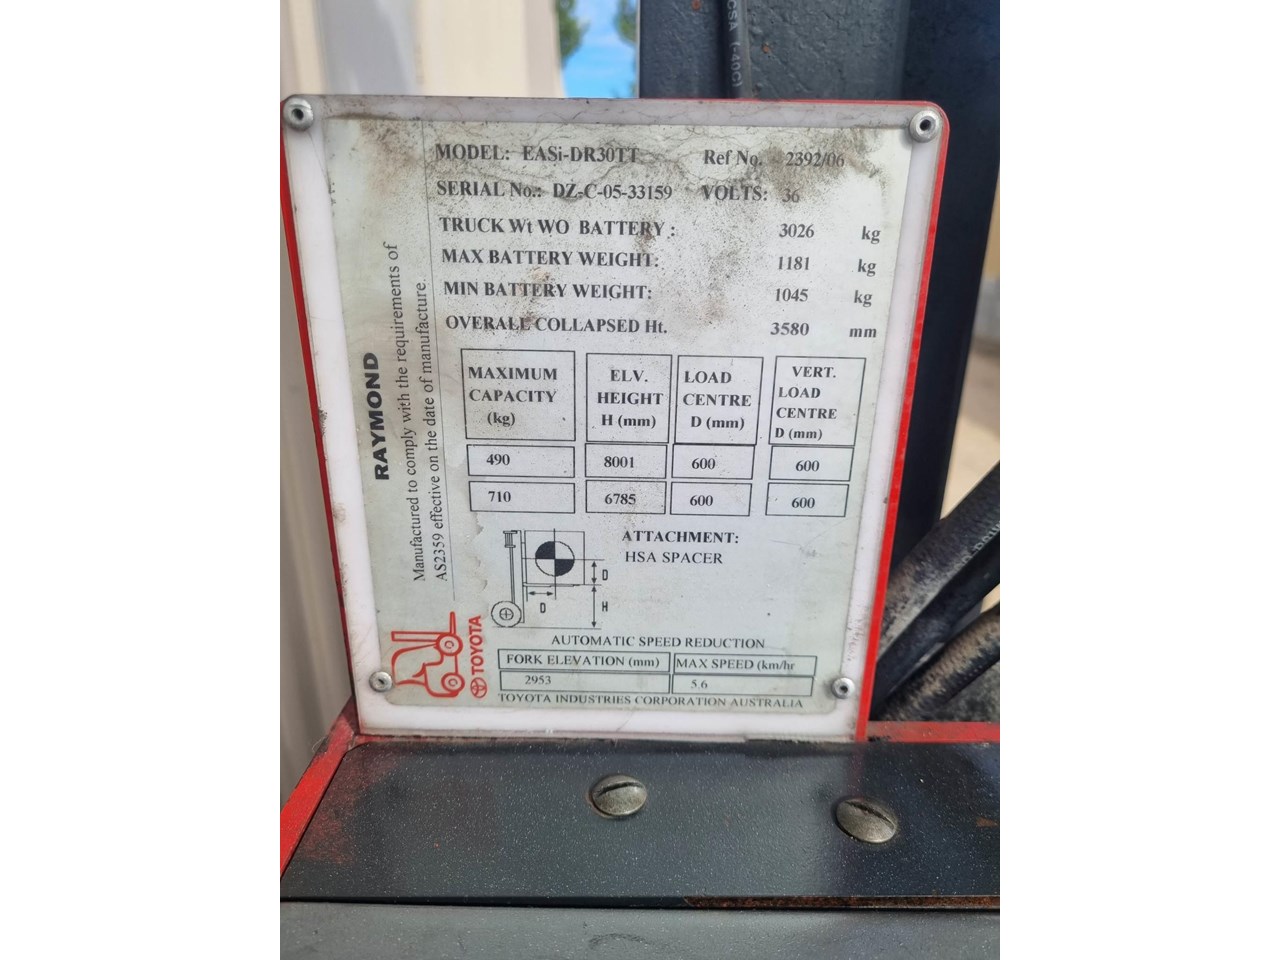 CSA (-40C)
MODEL: EASi-DR30TT Ref No. 2392/06
SERIAL No.: DZ-C-05-33159 VOLTS: 36
TRUCK Wt WO BATTERY : 3026 kg
MAX BATTERY WEIGHT: 1181 kg
MIN BATTERY WEIGHT: 1045 kg
OVERALL COLLAPSED Ht. 3580 mm
RAYMOND
Manufactured to comply with the requirements of
AS2359 effective on the date of manufacture.
MAXIMUM CAPACITY (kg) ELV. HEIGHT H (mm) LOAD CENTRE D (mm) VERT. LOAD CENTRE D (mm)
490 8001 600 600
710 6785 600 600
ATTACHMENT:
HSA SPACER
D
D H
TOYOTA
AUTOMATIC SPEED REDUCTION
FORK ELEVATION (mm) MAX SPEED (km/hr
2953 5.6
TOYOTA INDUSTRIES CORPORATION AUSTRALIA